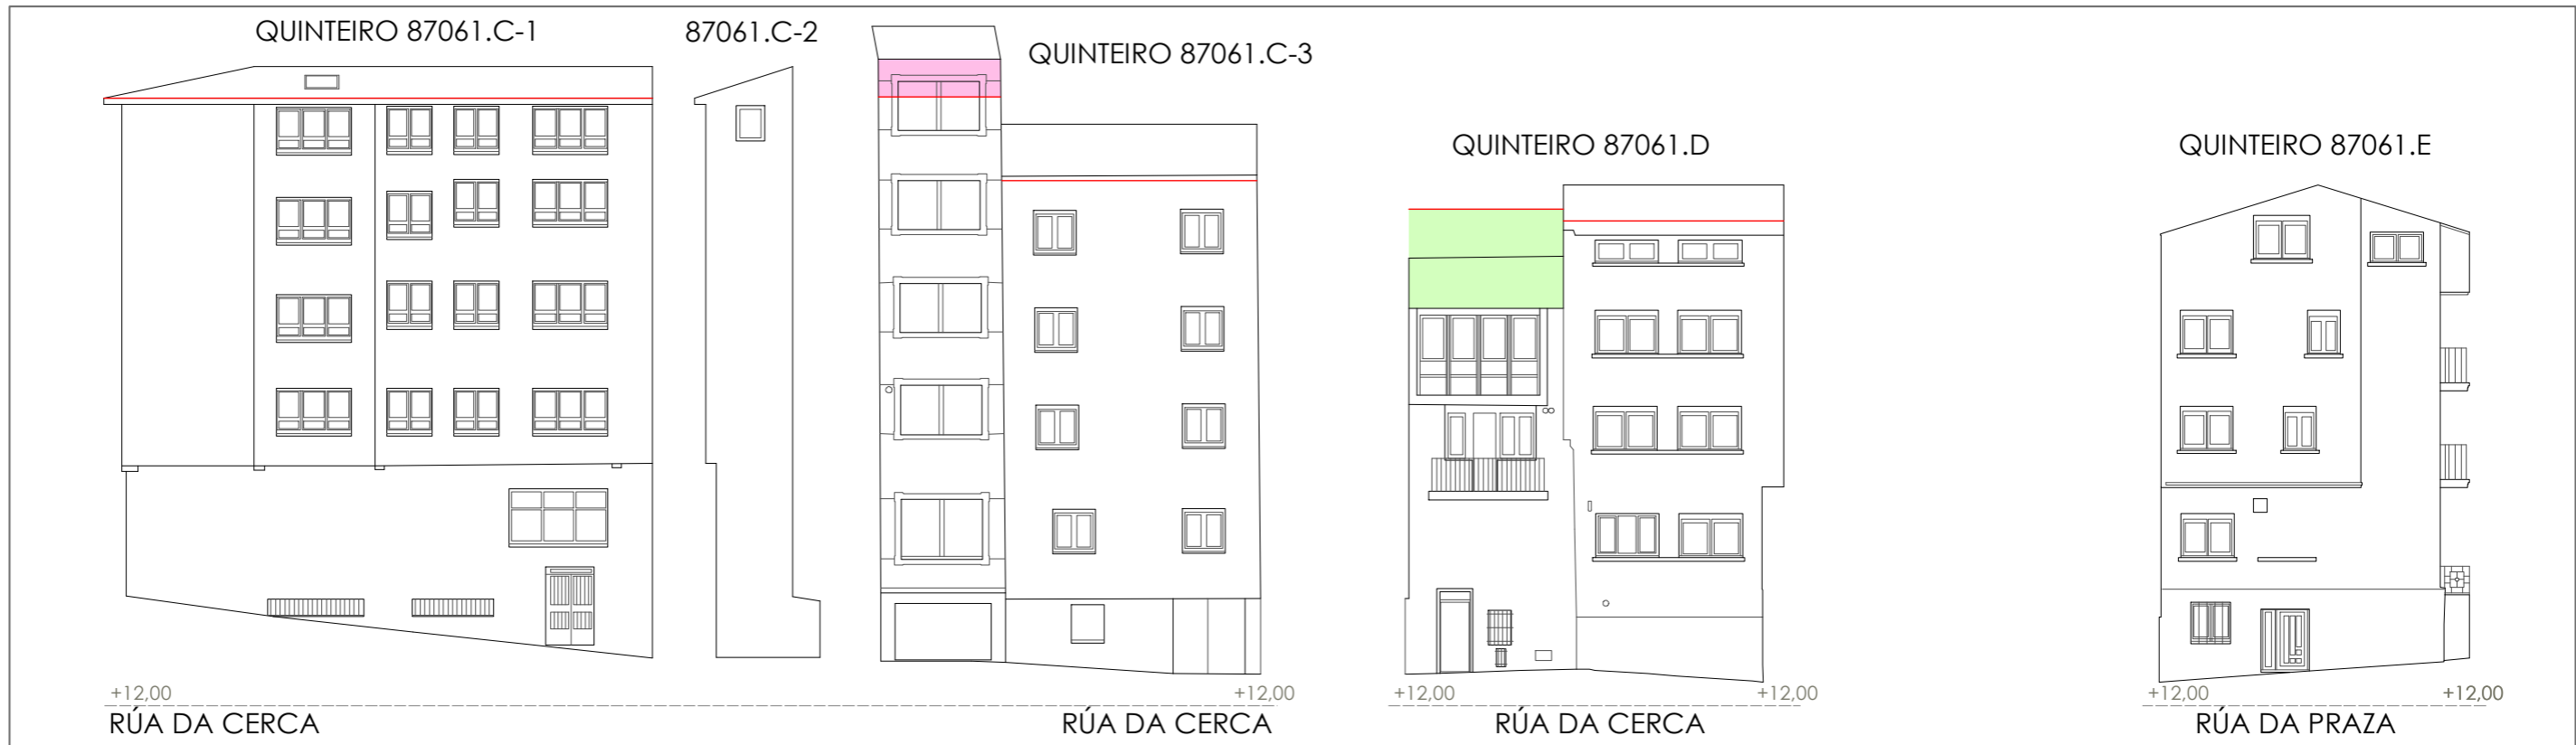 QUINTEIRO 87061.C-1
87061.C-2
QUINTEIRO 87061.C-3
QUINTEIRO 87061.D
QUINTEIRO 87061.E
+12,00
+12,00
+12,00
+12,00
+12,00
+12,00
RÚA DA CERCA
RÚA DA CERCA
RÚA DA CERCA
RÚA DA PRAZA